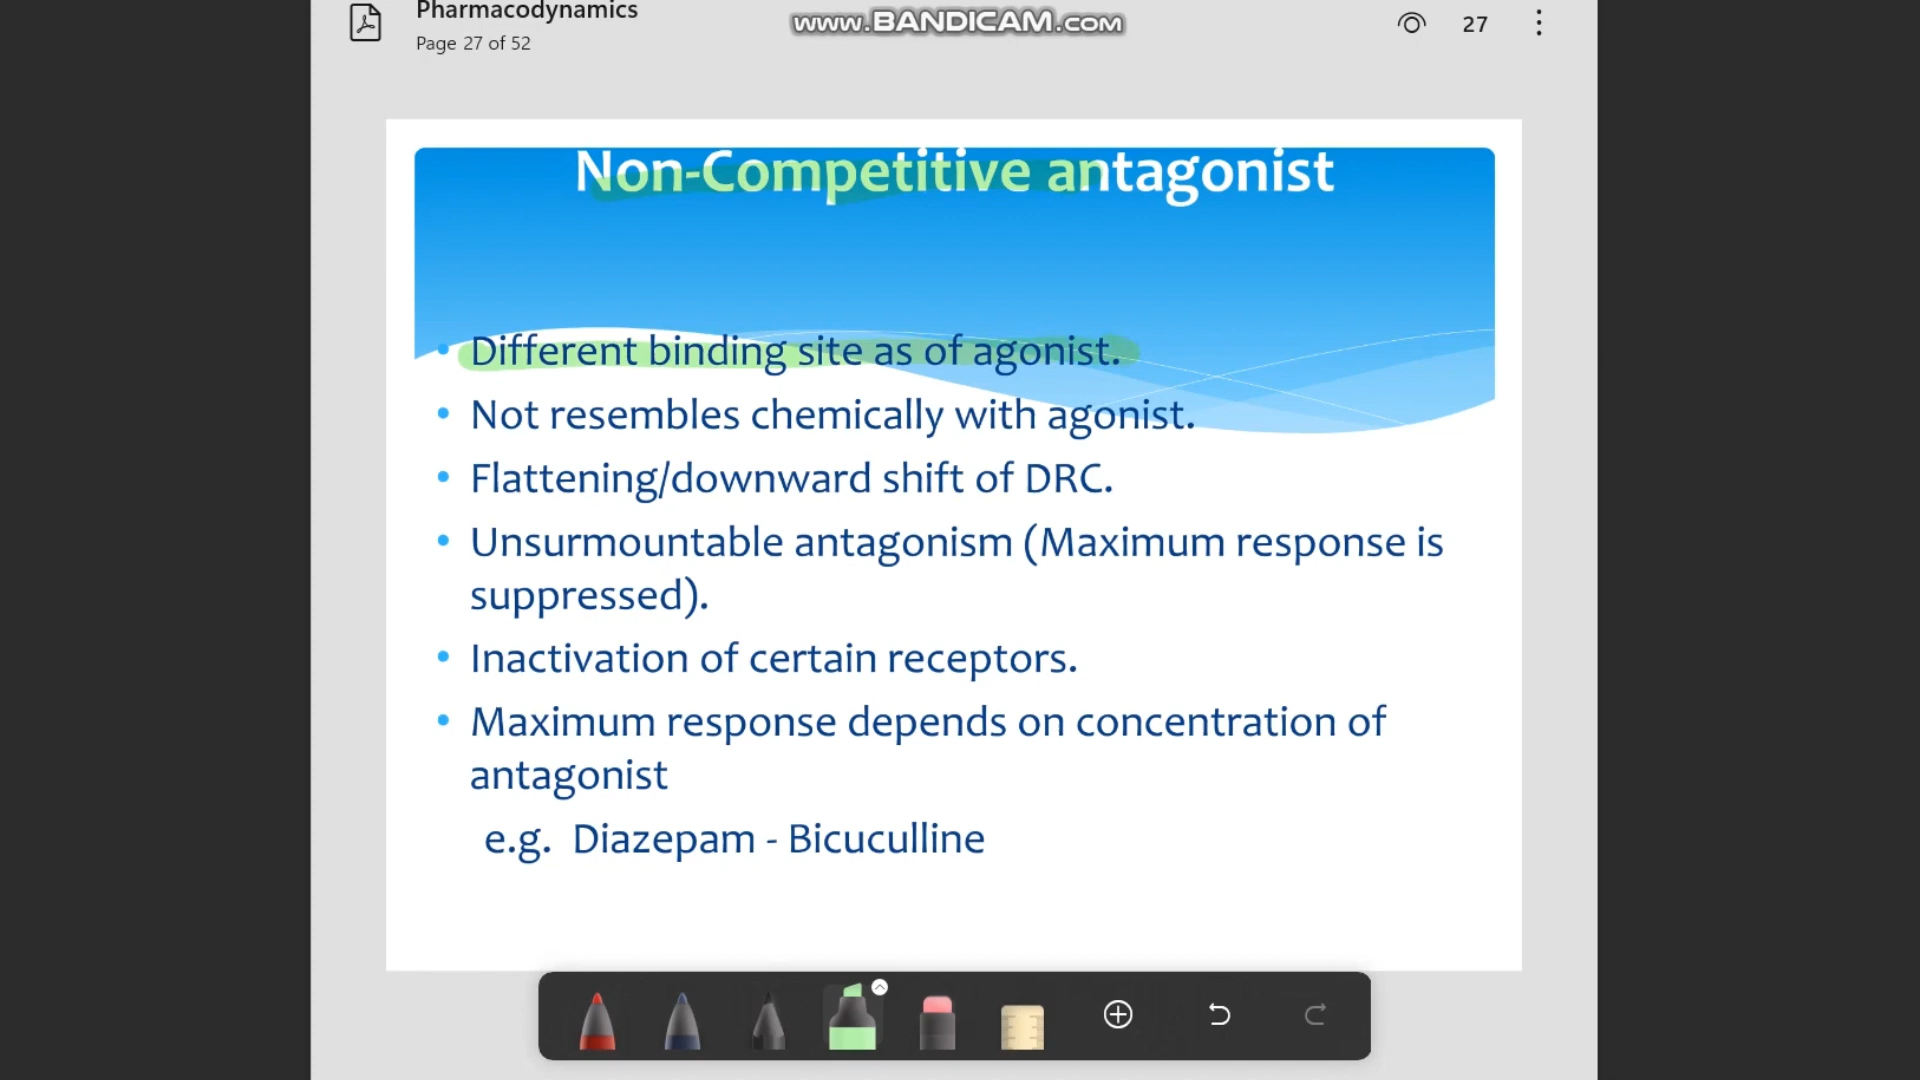 Pharmacodynamics
www.BANDICAM.com
27
Page 27 of 52
Non-Competitive antagonist
• Different binding site as of agonist.
• Not resembles chemically with agonist.
• Flattening/downward shift of DRC.
• Unsurmountable antagonism (Maximum response is
suppressed).
• Inactivation of certain receptors.
• Maximum response depends on concentration of
antagonist
e.g. Diazepam - Bicuculline